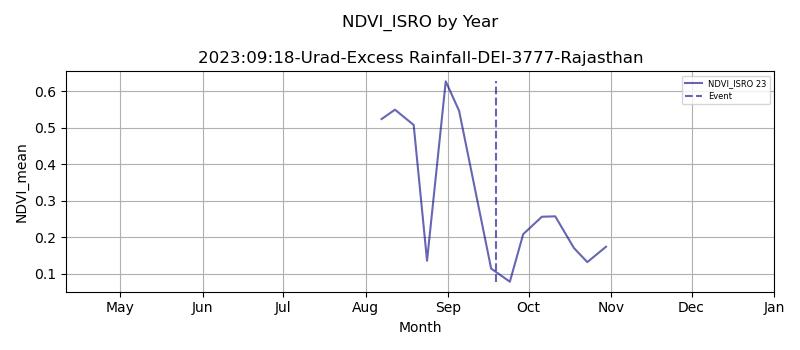 NDVI_ISRO by Year
2023:09:18-Urad-Excess Rainfall-DEI-3777-Rajasthan
NDVI_ISRO 23
Event
NDVI_mean
0.6
0.5
0.4
0.3
0.2
0.1
May Jun Jul Aug Sep Oct Nov Dec Jan
Month